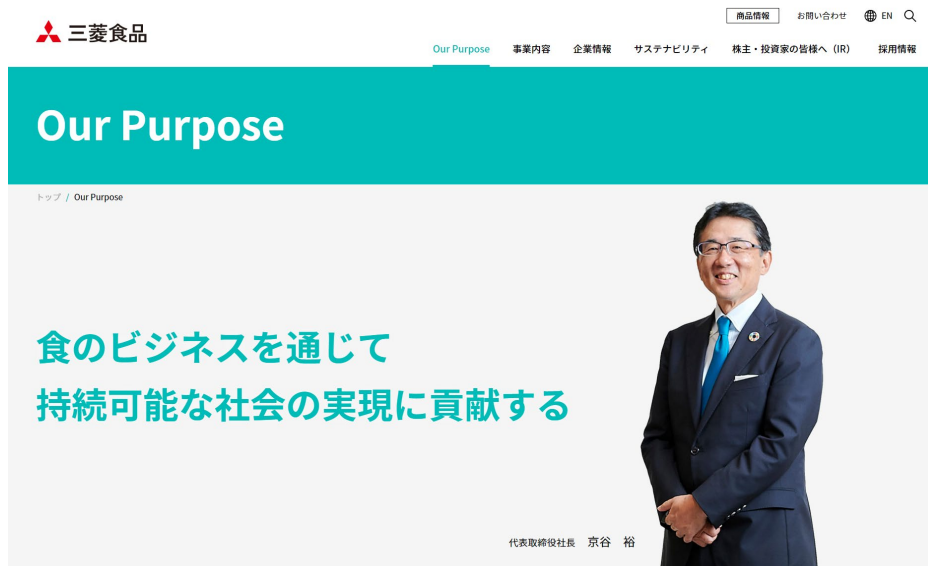 商品情報 お問い合わせ EN
三菱食品
Our Purpose 事業内容 企業情報 サステナビリティ 株主・投資家の皆様へ（IR） 採用情報
Our Purpose
トップ / Our Purpose
食のビジネスを通じて
持続可能な社会の実現に貢献する
代表取締役社長 京谷 裕